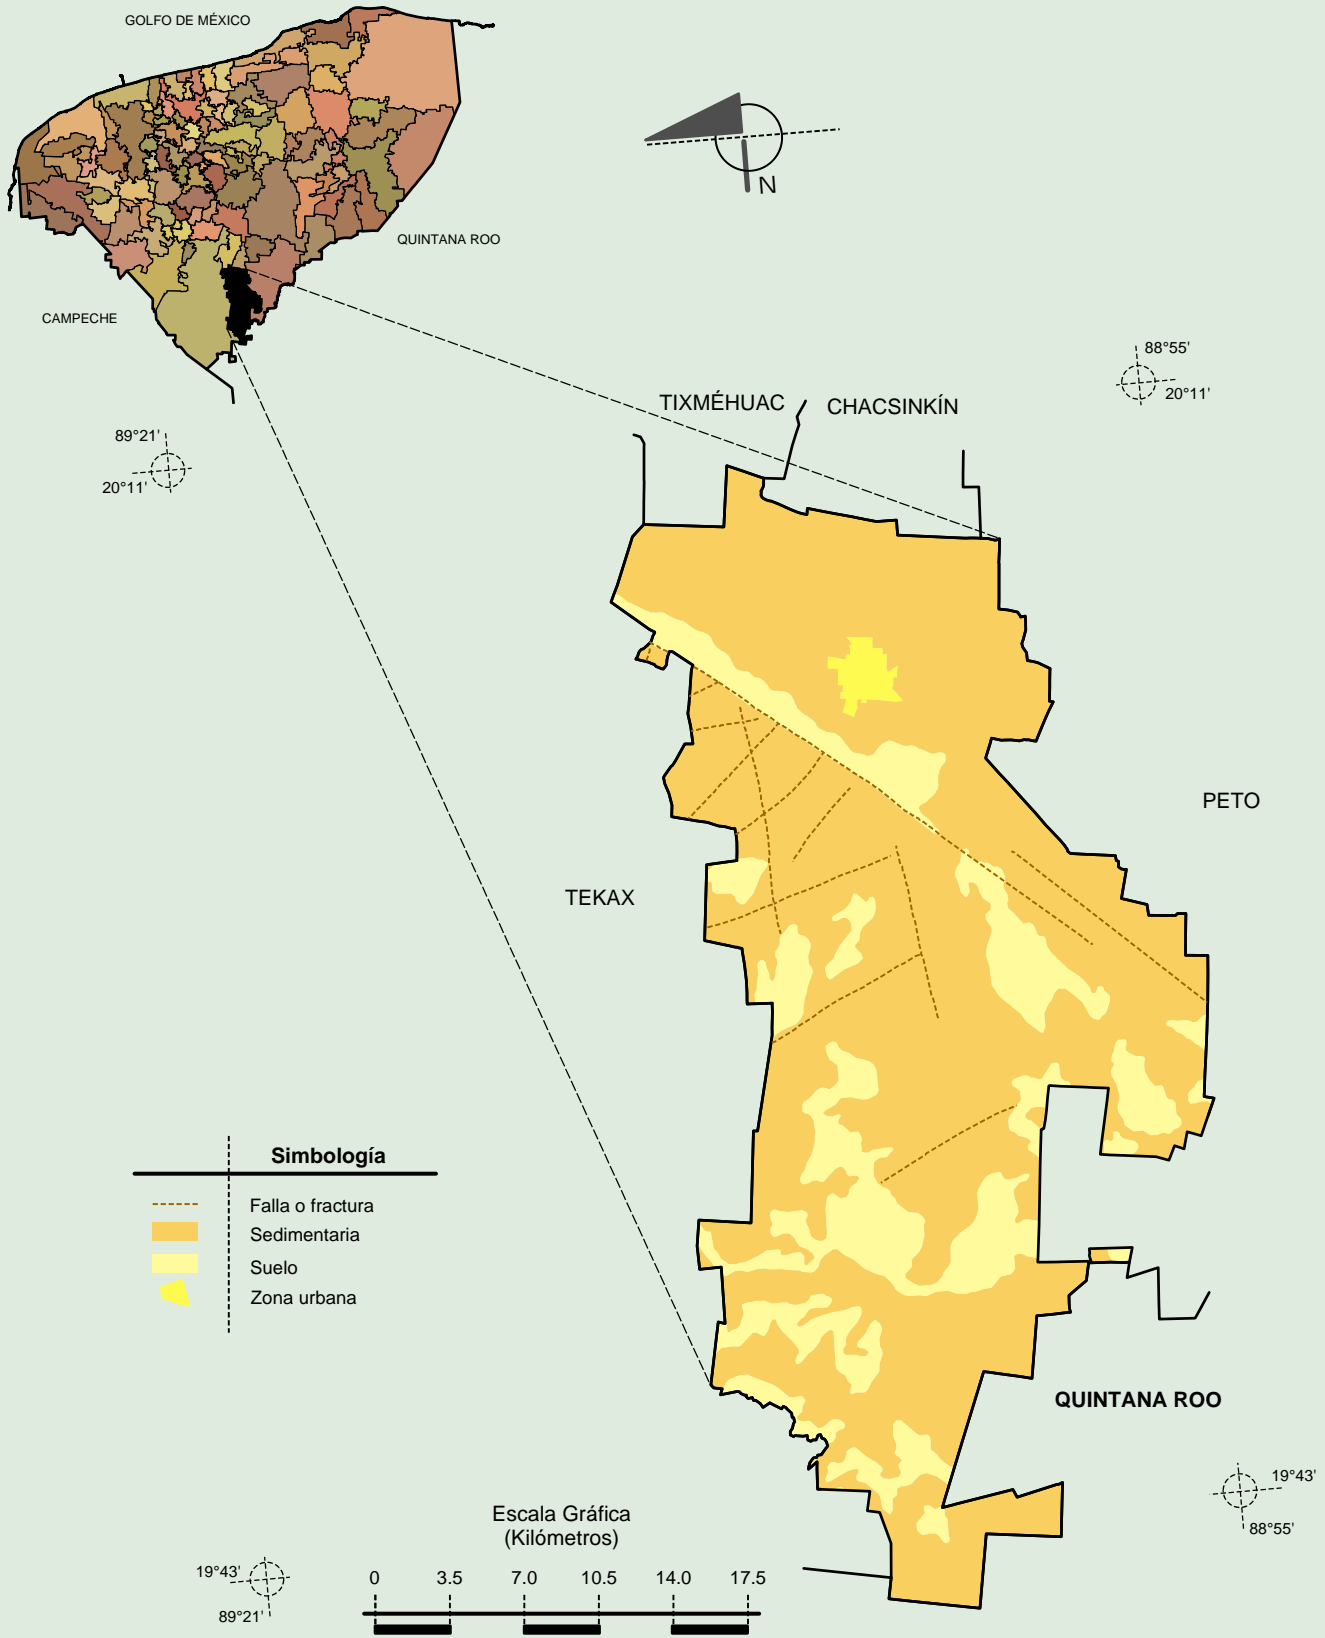 GOLFO DE MÉXICO
QUINTANA ROO
CAMPECHE
N
88°55'
20°11'
89°21'
20°11'
TIXMÉHUAC
CHACSINKÍN
PETO
TEKAX
Simbología
Falla o fractura
Sedimentaria
Suelo
Zona urbana
QUINTANA ROO
19°43'
88°55'
Escala Gráfica
(Kilómetros)
0 3.5 7.0 10.5 14.0 17.5
19°43'
89°21'